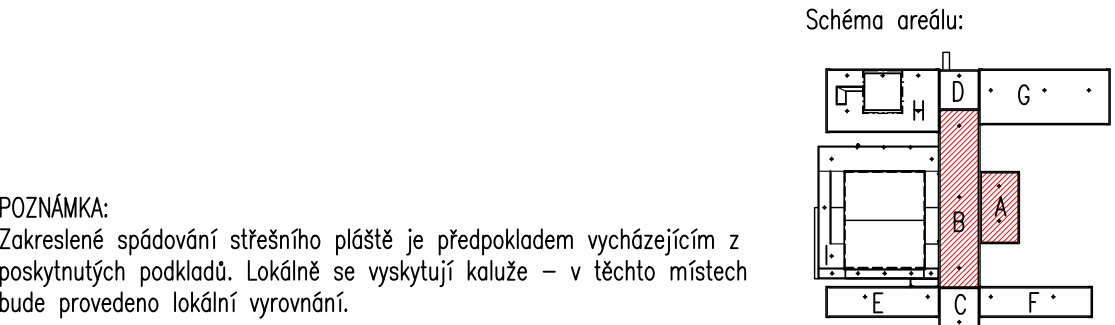 Schéma areálu:
D
G
H
A
B
I
E
C
F
POZNÁMKA:
Zakreslené spádování střešního pláště je předpokladem vycházejícím z
poskytnutých podkladů. Lokálně se vyskytují kaluže – v těchto místech
bude provedeno lokální vyrovnání.